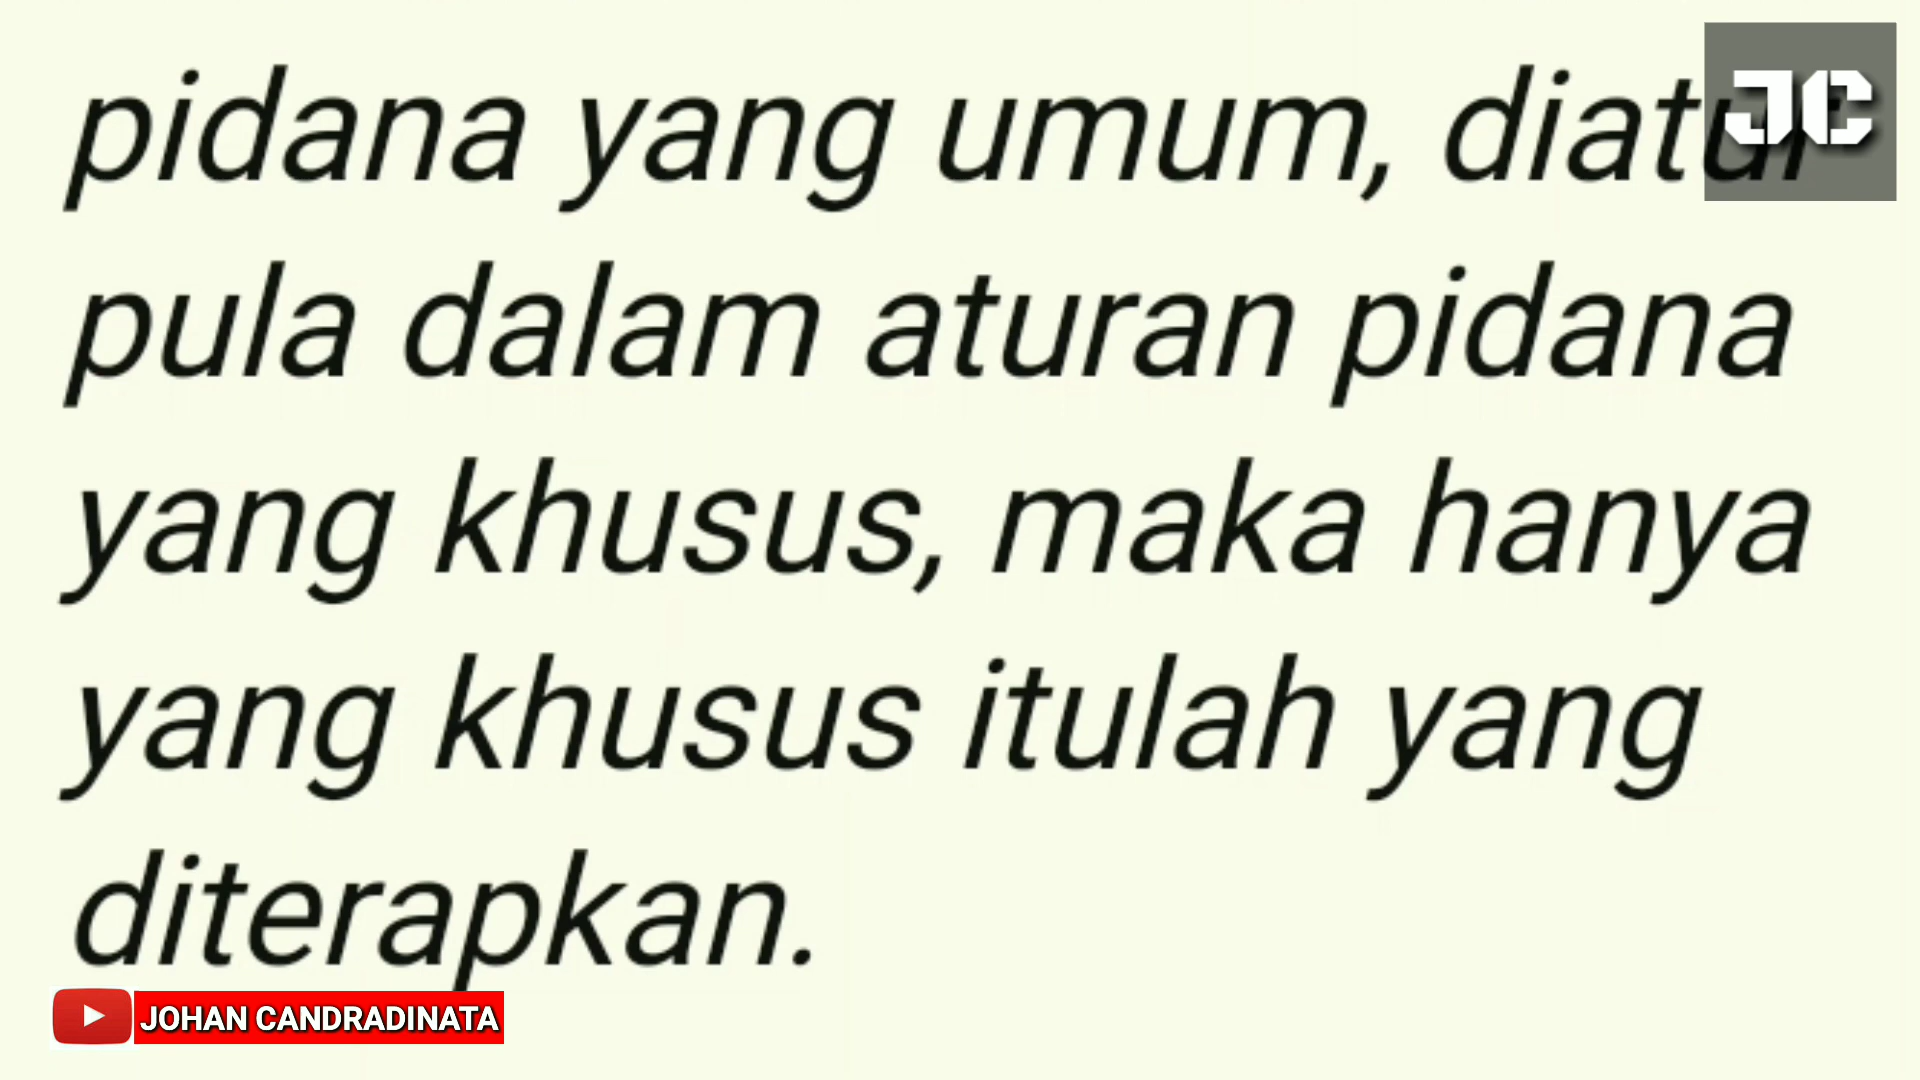 pidana yang umum, diatur
JC
pula dalam aturan pidana
yang khusus, maka hanya
yang khusus itulah yang
diterapkan.
JOHAN CANDRADINATA